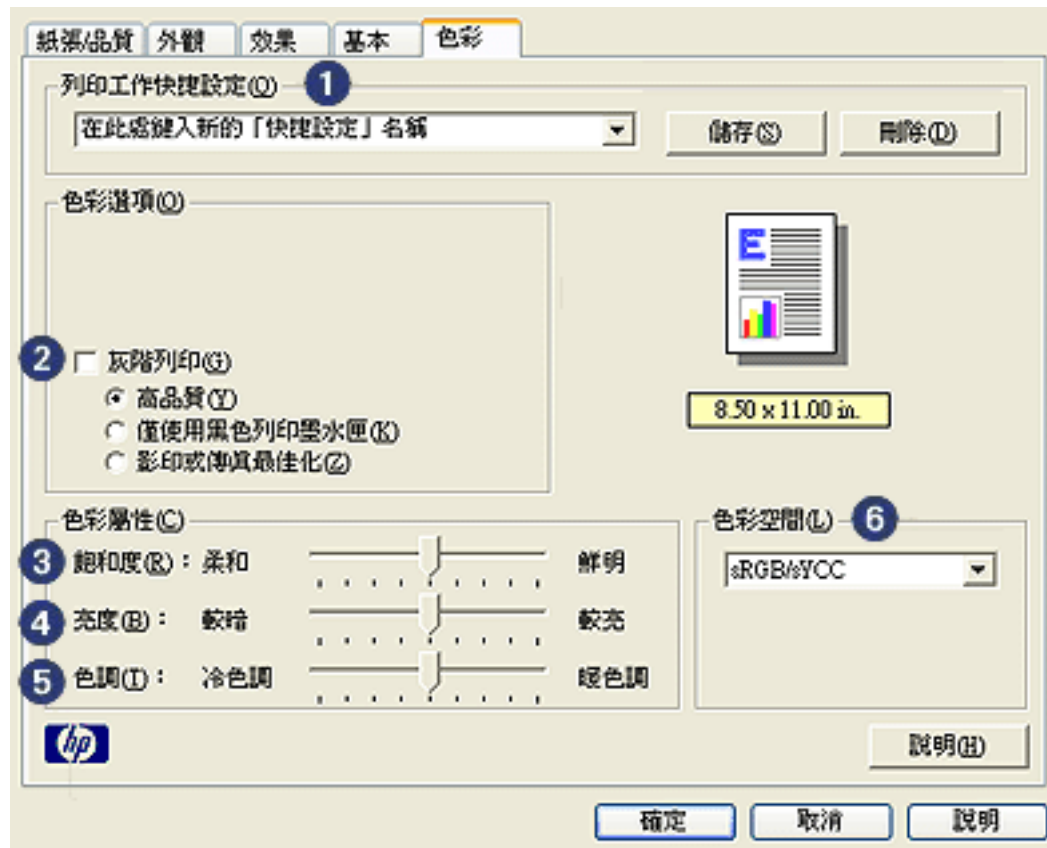 紙張/品質 外觀 效果 基本 色彩
列印工作快捷設定(O) 1
在此處鍵入新的「快捷設定」名稱 儲存(S) 刪除(D)
色彩選項(O)
E
2 灰階列印(G)
高品質(Y)
8.50 x 11.00 in.
僅使用黑色列印墨水匣(K)
影印或傳真最佳化(Z)
色彩屬性(C) 色彩空間(L) 6
3 飽和度(R)： 柔和 鮮明 sRGB/sYCC
4 亮度(B)： 較暗 較亮
5 色調(T)： 冷色調 暖色調
hp 說明(H)
確定 取消 說明